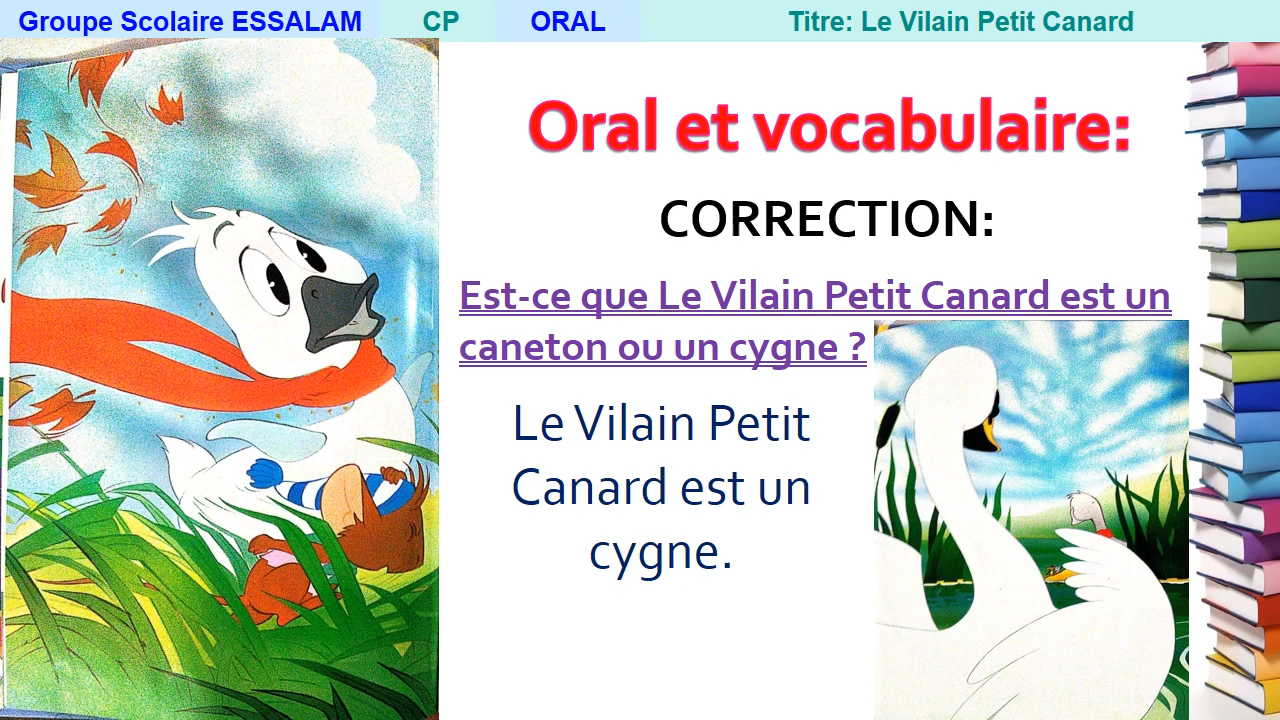 Groupe Scolaire ESSALAM CP ORAL Titre: Le Vilain Petit Canard
Oral et vocabulaire:
CORRECTION:
Est-ce que Le Vilain Petit Canard est un
caneton ou un cygne ?
Le Vilain Petit
Canard est un
cygne.